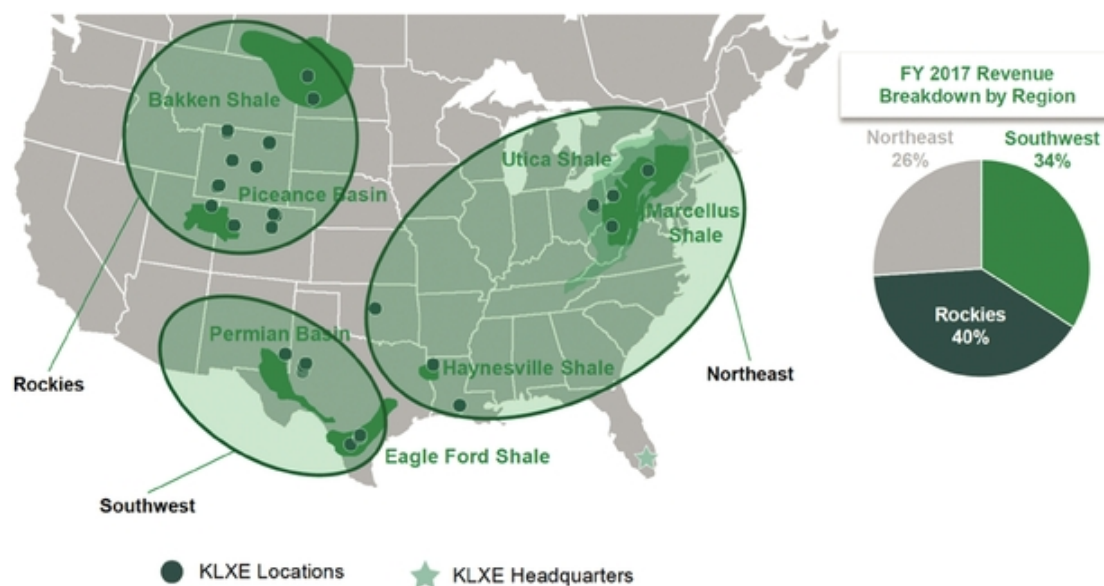 FY 2017 Revenue
Breakdown by Region
Northeast
26%
Southwest
34%
Rockies
40%
Bakken Shale
Piceance Basin
Utica Shale
Marcellus
Shale
Permian Basin
Haynesville Shale
Eagle Ford Shale
Rockies
Northeast
Southwest
KLXE Locations
KLXE Headquarters